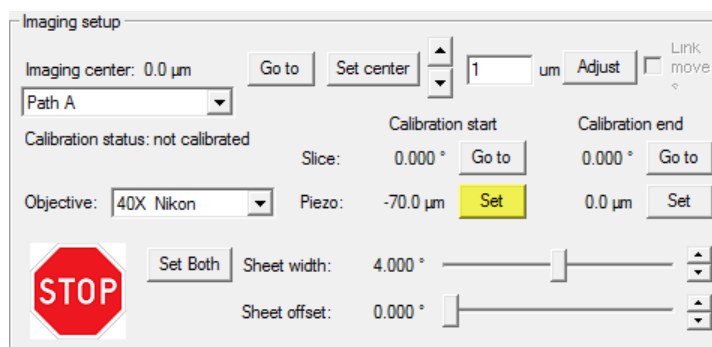 Imaging setup
Imaging center: 0.0 µm Go to Set center 1 um Adjust Link move s
Path A
Calibration status: not calibrated
Calibration start Calibration end
Slice: 0.000 ° Go to 0.000 ° Go to
Objective: 40X Nikon Piezo: -70.0 µm Set 0.0 µm Set
STOP
Set Both Sheet width: 4.000 °
Sheet offset: 0.000 °